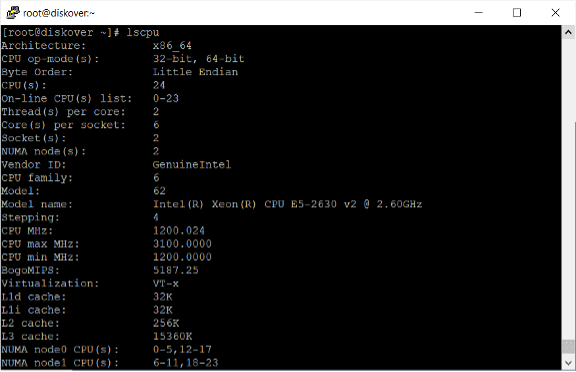 root@diskover:~
[root@diskover ~]# lscpu
Architecture: x86_64
CPU op-mode(s): 32-bit, 64-bit
Byte Order: Little Endian
CPU(s): 24
On-line CPU(s) list: 0-23
Thread(s) per core: 2
Core(s) per socket: 6
Socket(s): 2
NUMA node(s): 2
Vendor ID: GenuineIntel
CPU family: 6
Model: 62
Model name: Intel(R) Xeon(R) CPU E5-2630 v2 @ 2.60GHz
Stepping: 4
CPU MHz: 1200.024
CPU max MHz: 3100.0000
CPU min MHz: 1200.0000
BogoMIPS: 5187.25
Virtualization: VT-x
L1d cache: 32K
L1i cache: 32K
L2 cache: 256K
L3 cache: 15360K
NUMA node0 CPU(s): 0-5,12-17
NUMA node1 CPU(s): 6-11,18-23